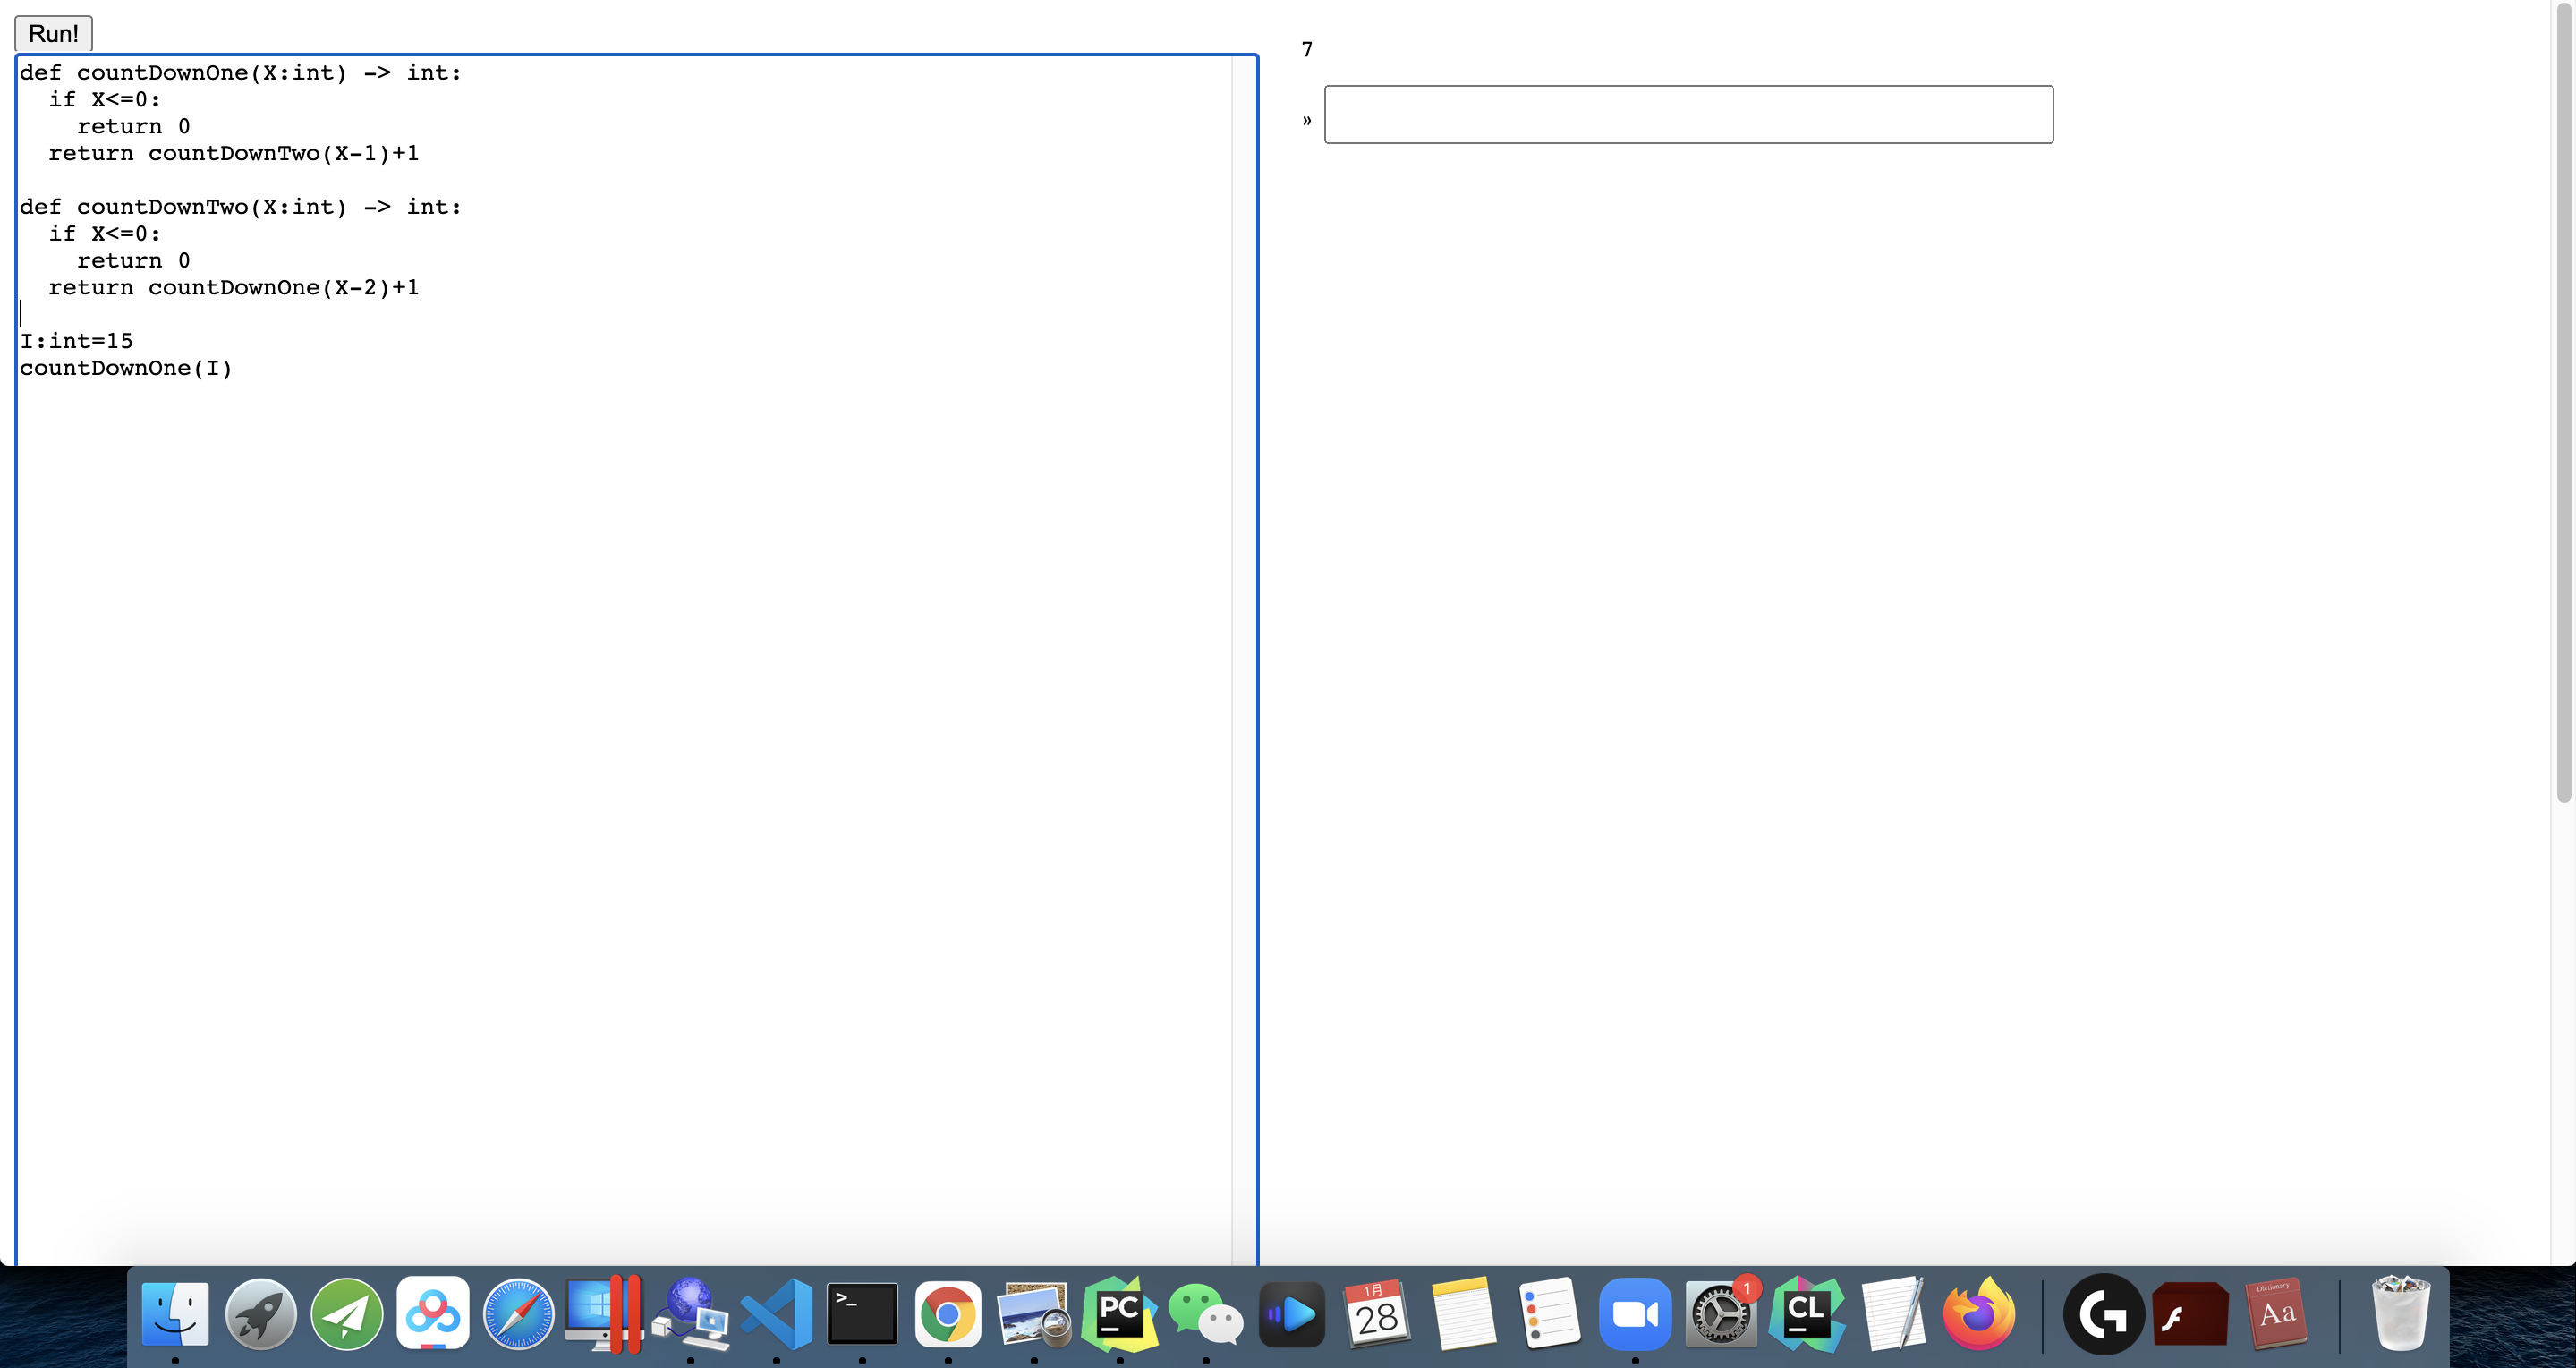 Run!
def countDownOne(X:int) -> int:
  if X<=0:
    return 0
  return countDownTwo(X-1)+1
def countDownTwo(X:int) -> int:
  if X<=0:
    return 0
  return countDownOne(X-2)+1
I:int=15
countDownOne(I)
7
»
>_
PC
1月
28
1
CL
Dictionary
Aa